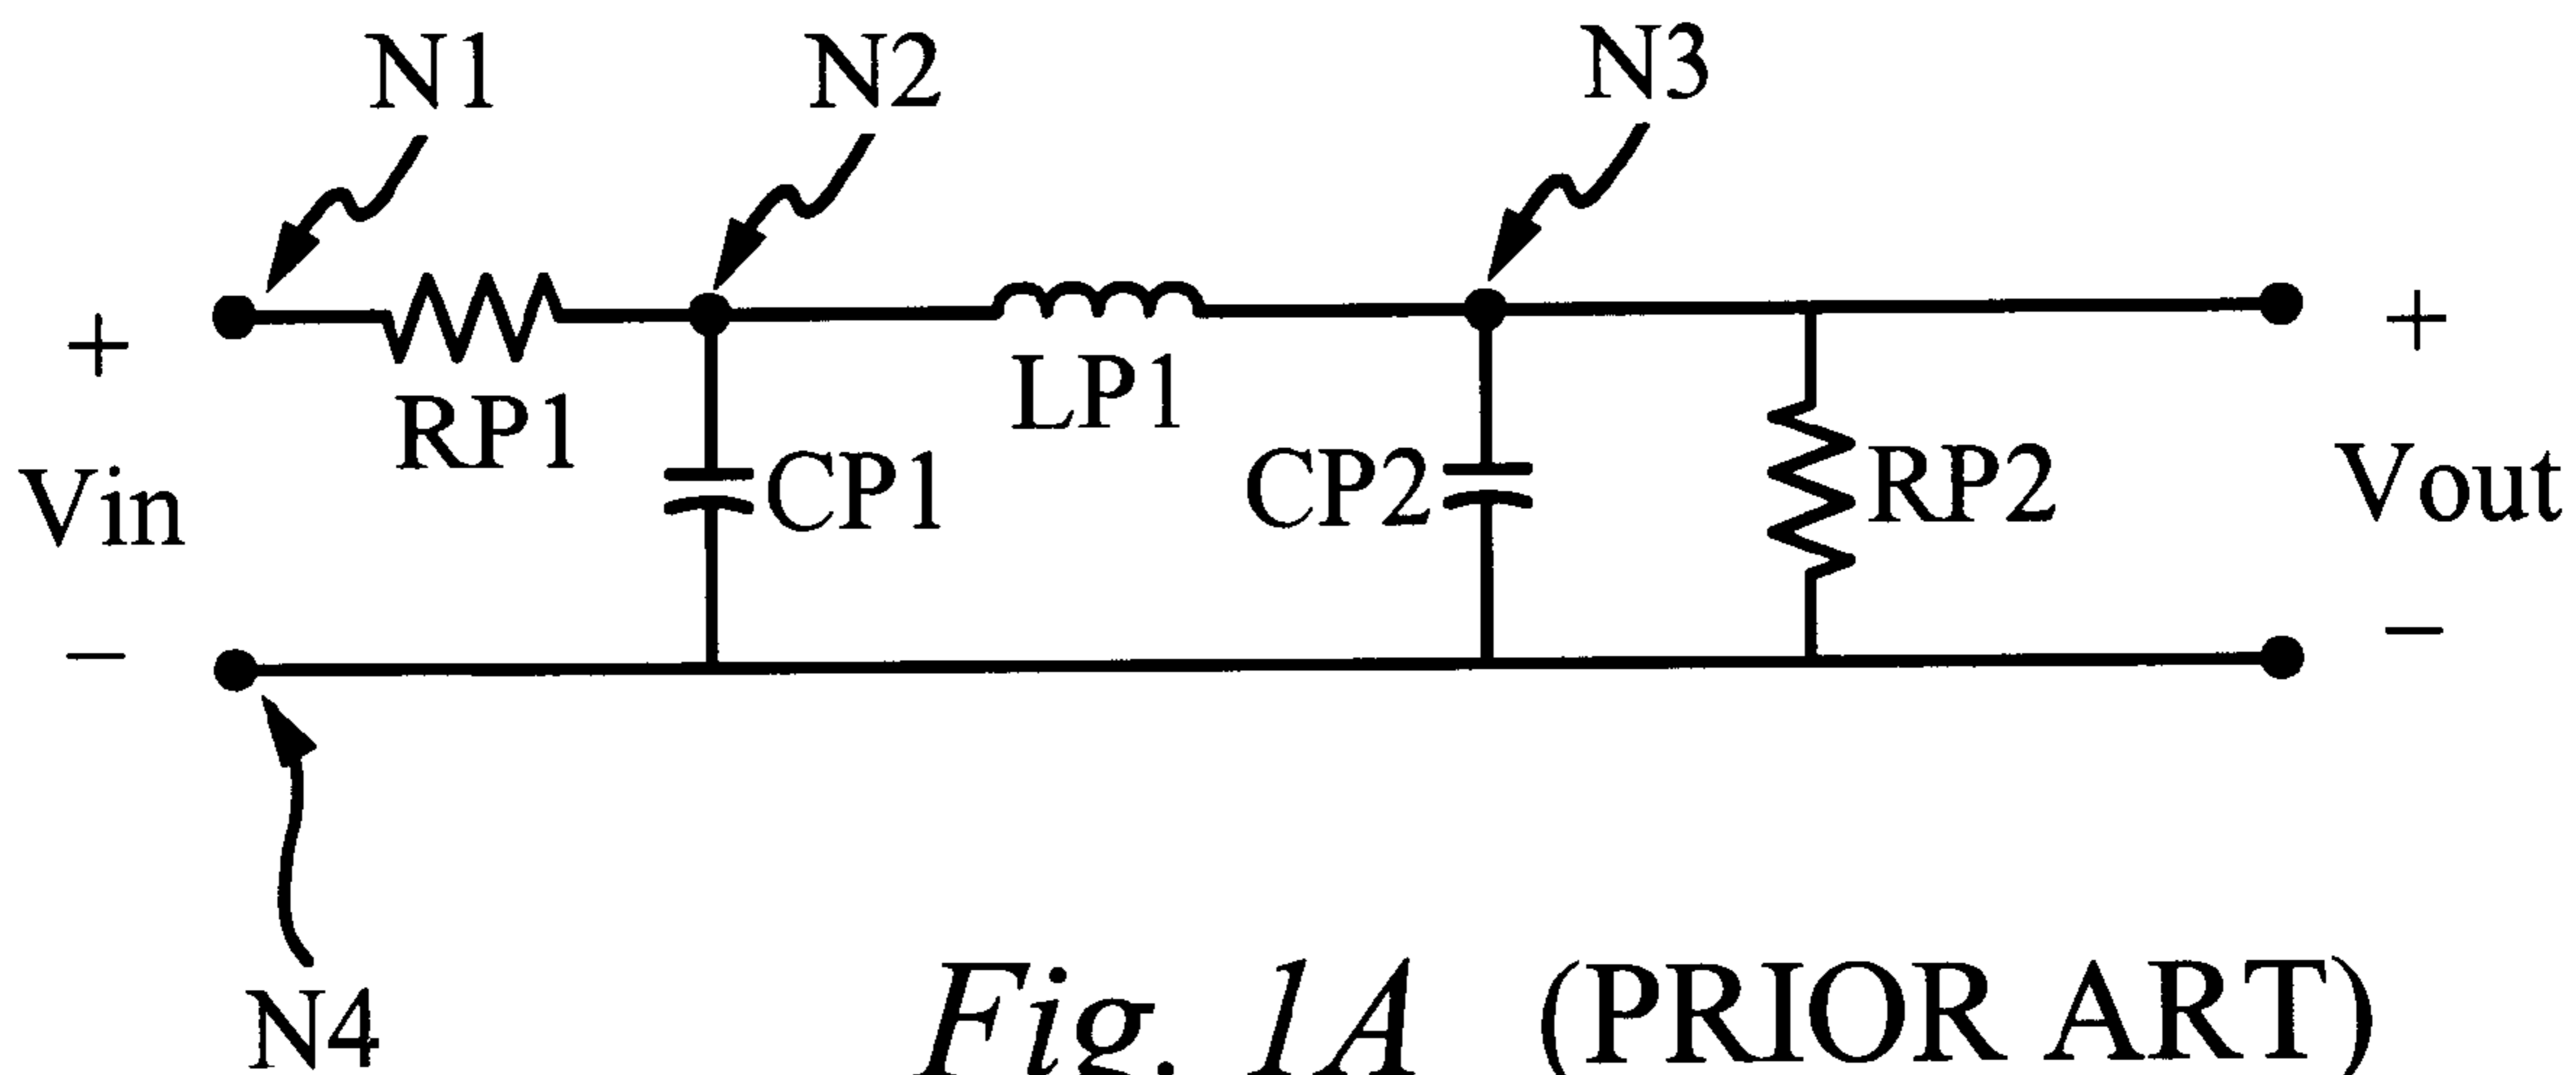 N1 N2 N3
+ +
RP1 LP1
Vin CP1 CP2 RP2 Vout
− −
N4
Fig. 1A (PRIOR ART)